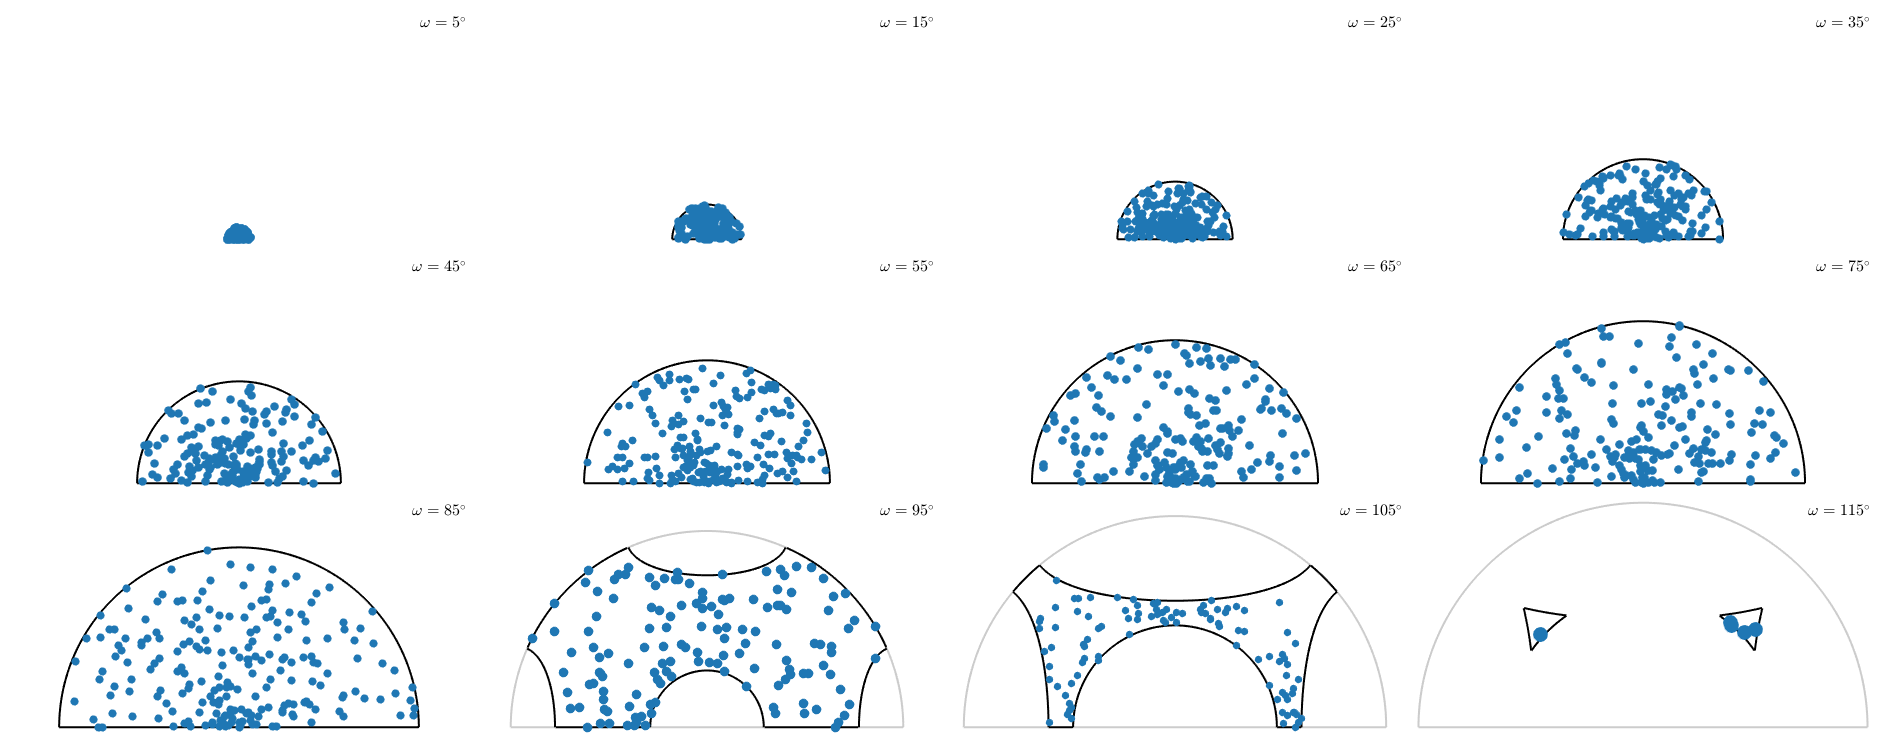 ω = 5°
ω = 15°
ω = 25°
ω = 35°
ω = 45°
ω = 55°
ω = 65°
ω = 75°
ω = 85°
ω = 95°
ω = 105°
ω = 115°